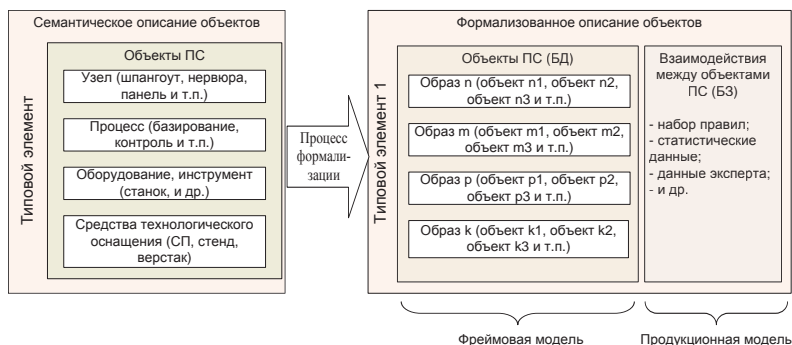 Семантическое описание объектов
Типовой элемент
Объекты ПС
Узел (шпангоут, нервюра,
панель и т.п.)
Процесс (базирование,
контроль и т.п.)
Оборудование, инструмент
(станок, и др.)
Средства технологического
оснащения (СП, стенд,
верстак)
Процесс
формали-
зации
Формализованное описание объектов
Типовой элемент 1
Объекты ПС (БД)
Образ n (объект n1, объект n2,
объект n3 и т.п.)
Образ m (объект m1, объект m2,
объект m3 и т.п.)
Образ p (объект p1, объект p2,
объект p3 и т.п.)
Образ k (объект k1, объект k2,
объект k3 и т.п.)
Взаимодействия
между объектами
ПС (БЗ)
- набор правил;
- статистические
данные;
- данные эксперта;
- и др.
Фреймовая модель
Продукционная модель